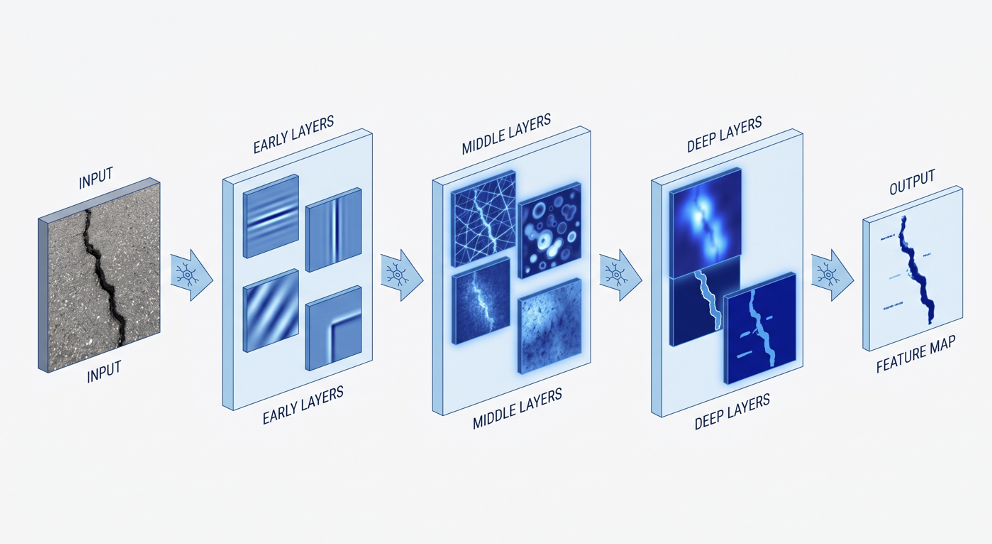 INPUT
INPUT
EARLY LAYERS
EARLY LAYERS
MIDDLE LAYERS
MIDDLE LAYERS
DEEP LAYERS
DEEP LAYERS
OUTPUT
FEATURE MAP